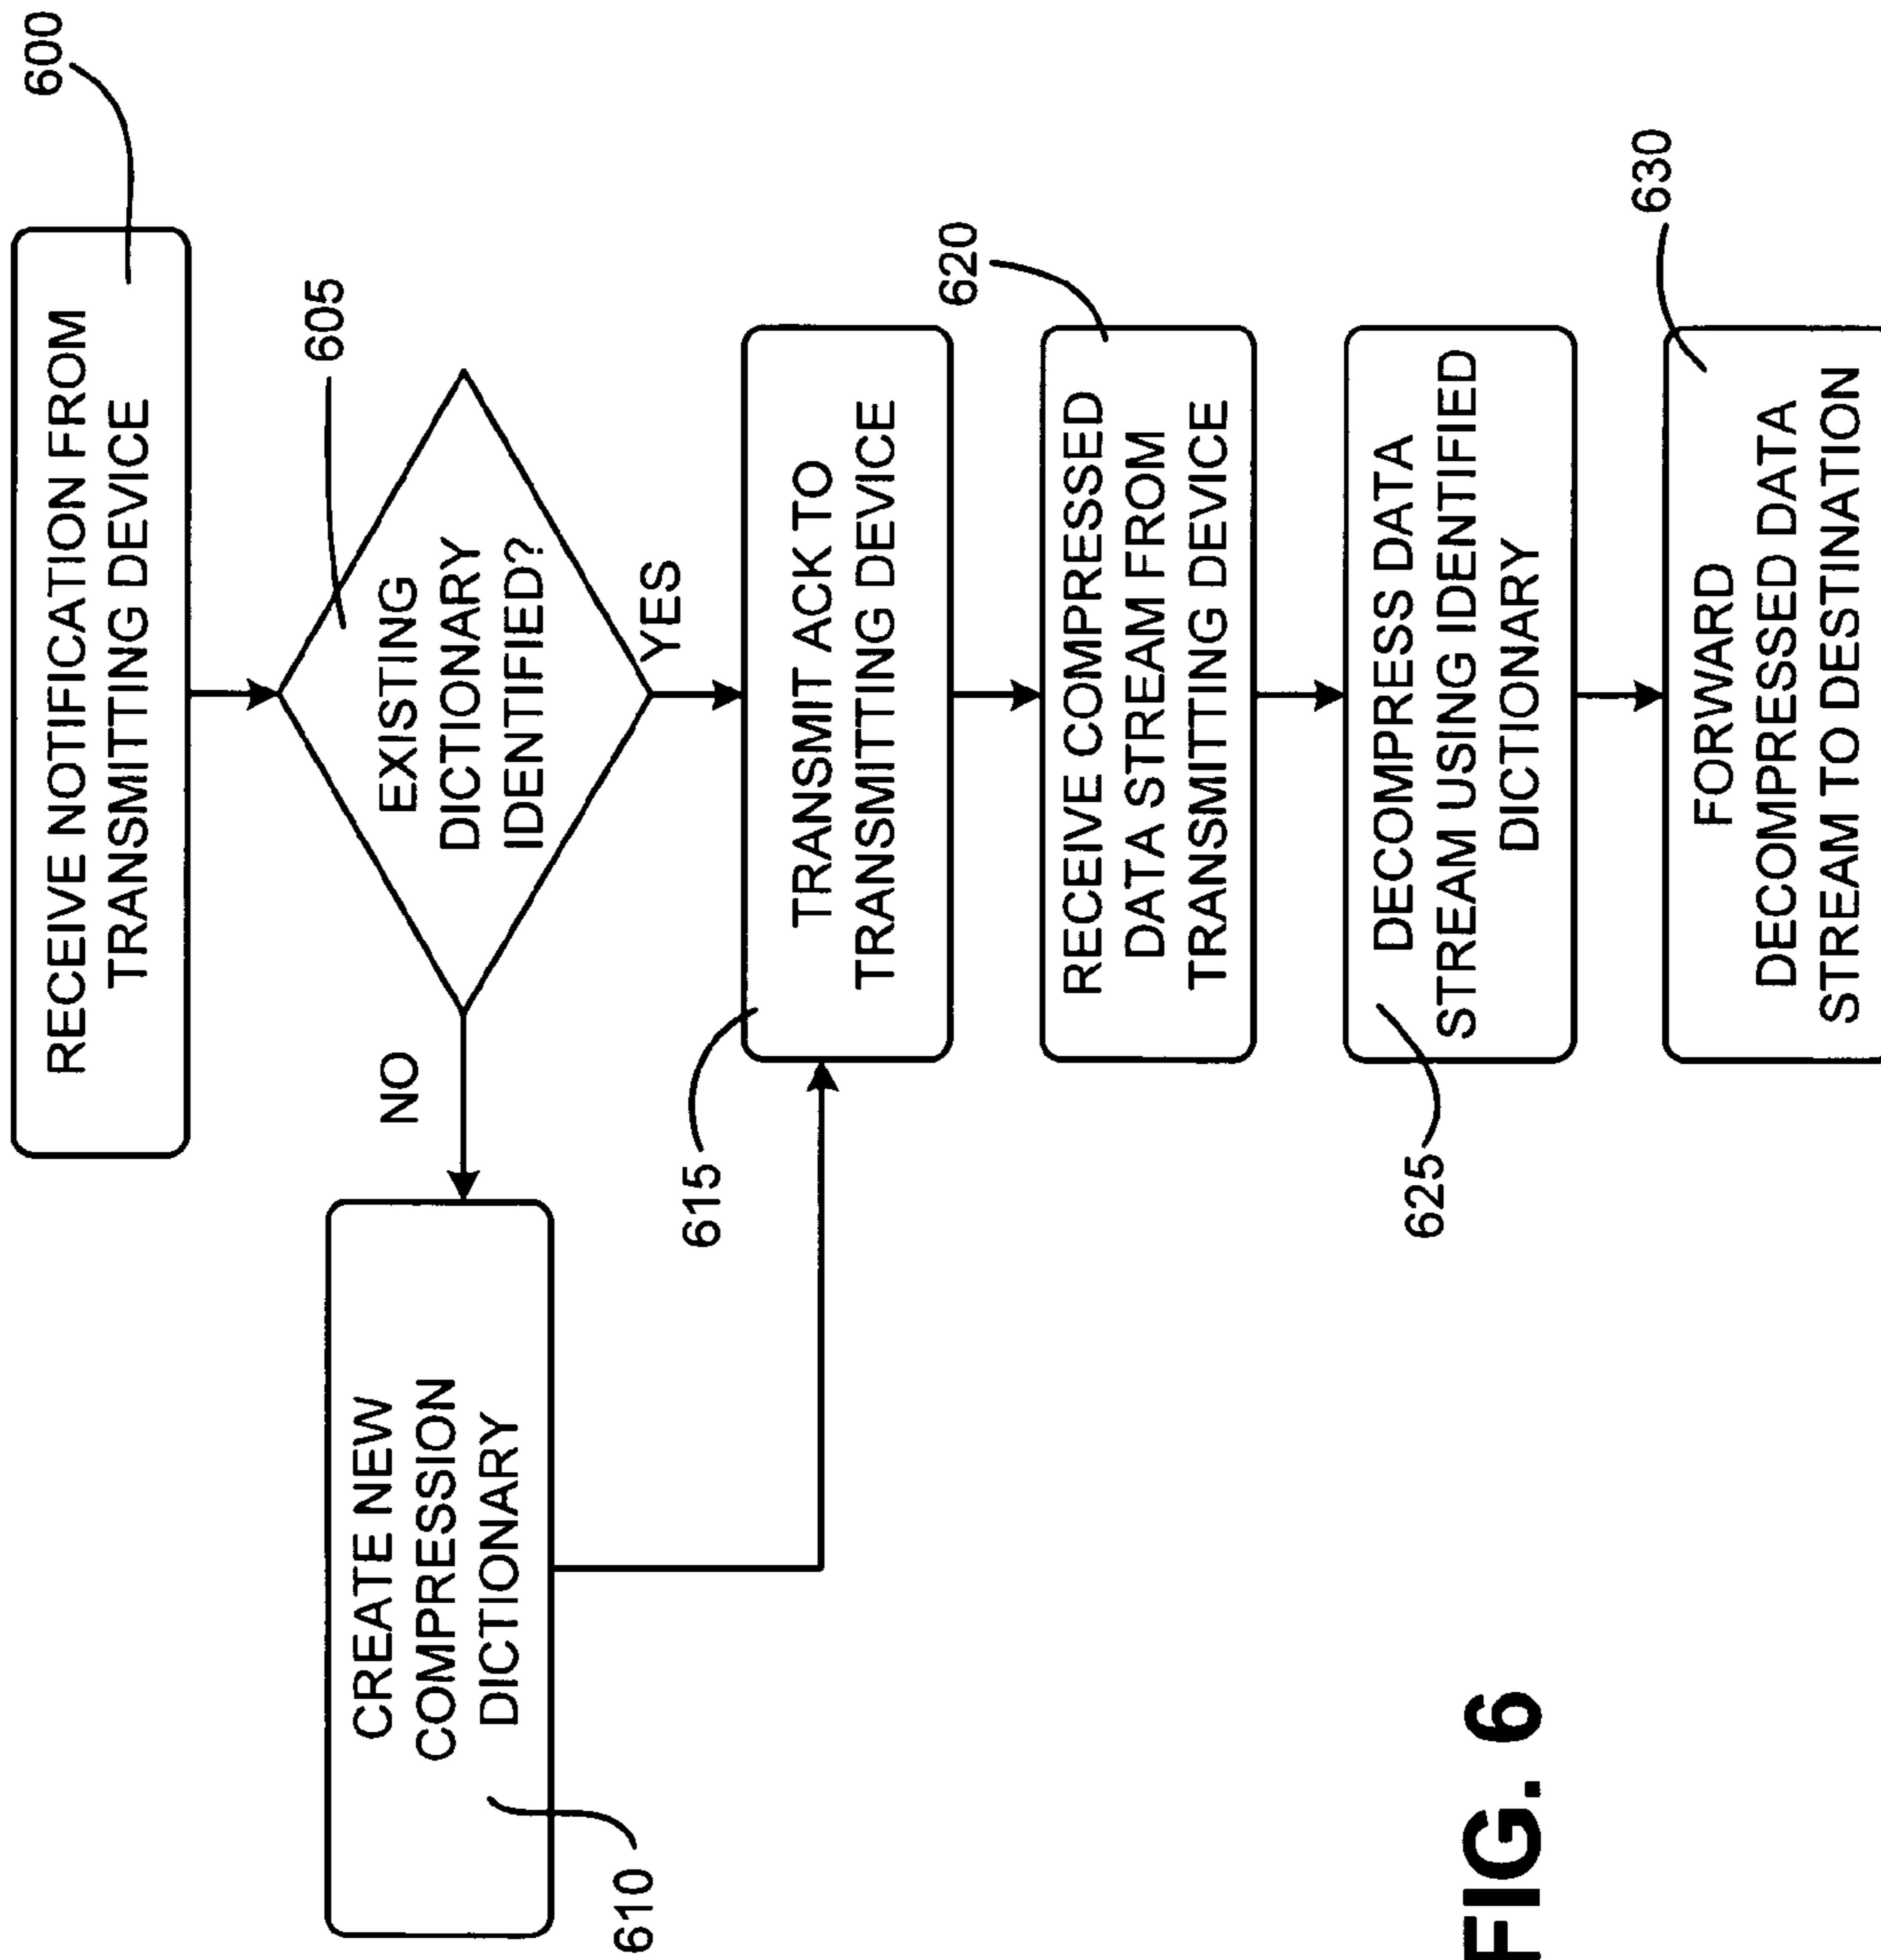 600
RECEIVE NOTIFICATION FROM
TRANSMITTING DEVICE
605
EXISTING
DICTIONARY
IDENTIFIED?
NO
YES
CREATE NEW
COMPRESSION
DICTIONARY
610
615
TRANSMIT ACK TO
TRANSMITTING DEVICE
620
RECEIVE COMPRESSED
DATA STREAM FROM
TRANSMITTING DEVICE
625
DECOMPRESS DATA
STREAM USING IDENTIFIED
DICTIONARY
630
FORWARD
DECOMPRESSED DATA
STREAM TO DESTINATION
FIG. 6